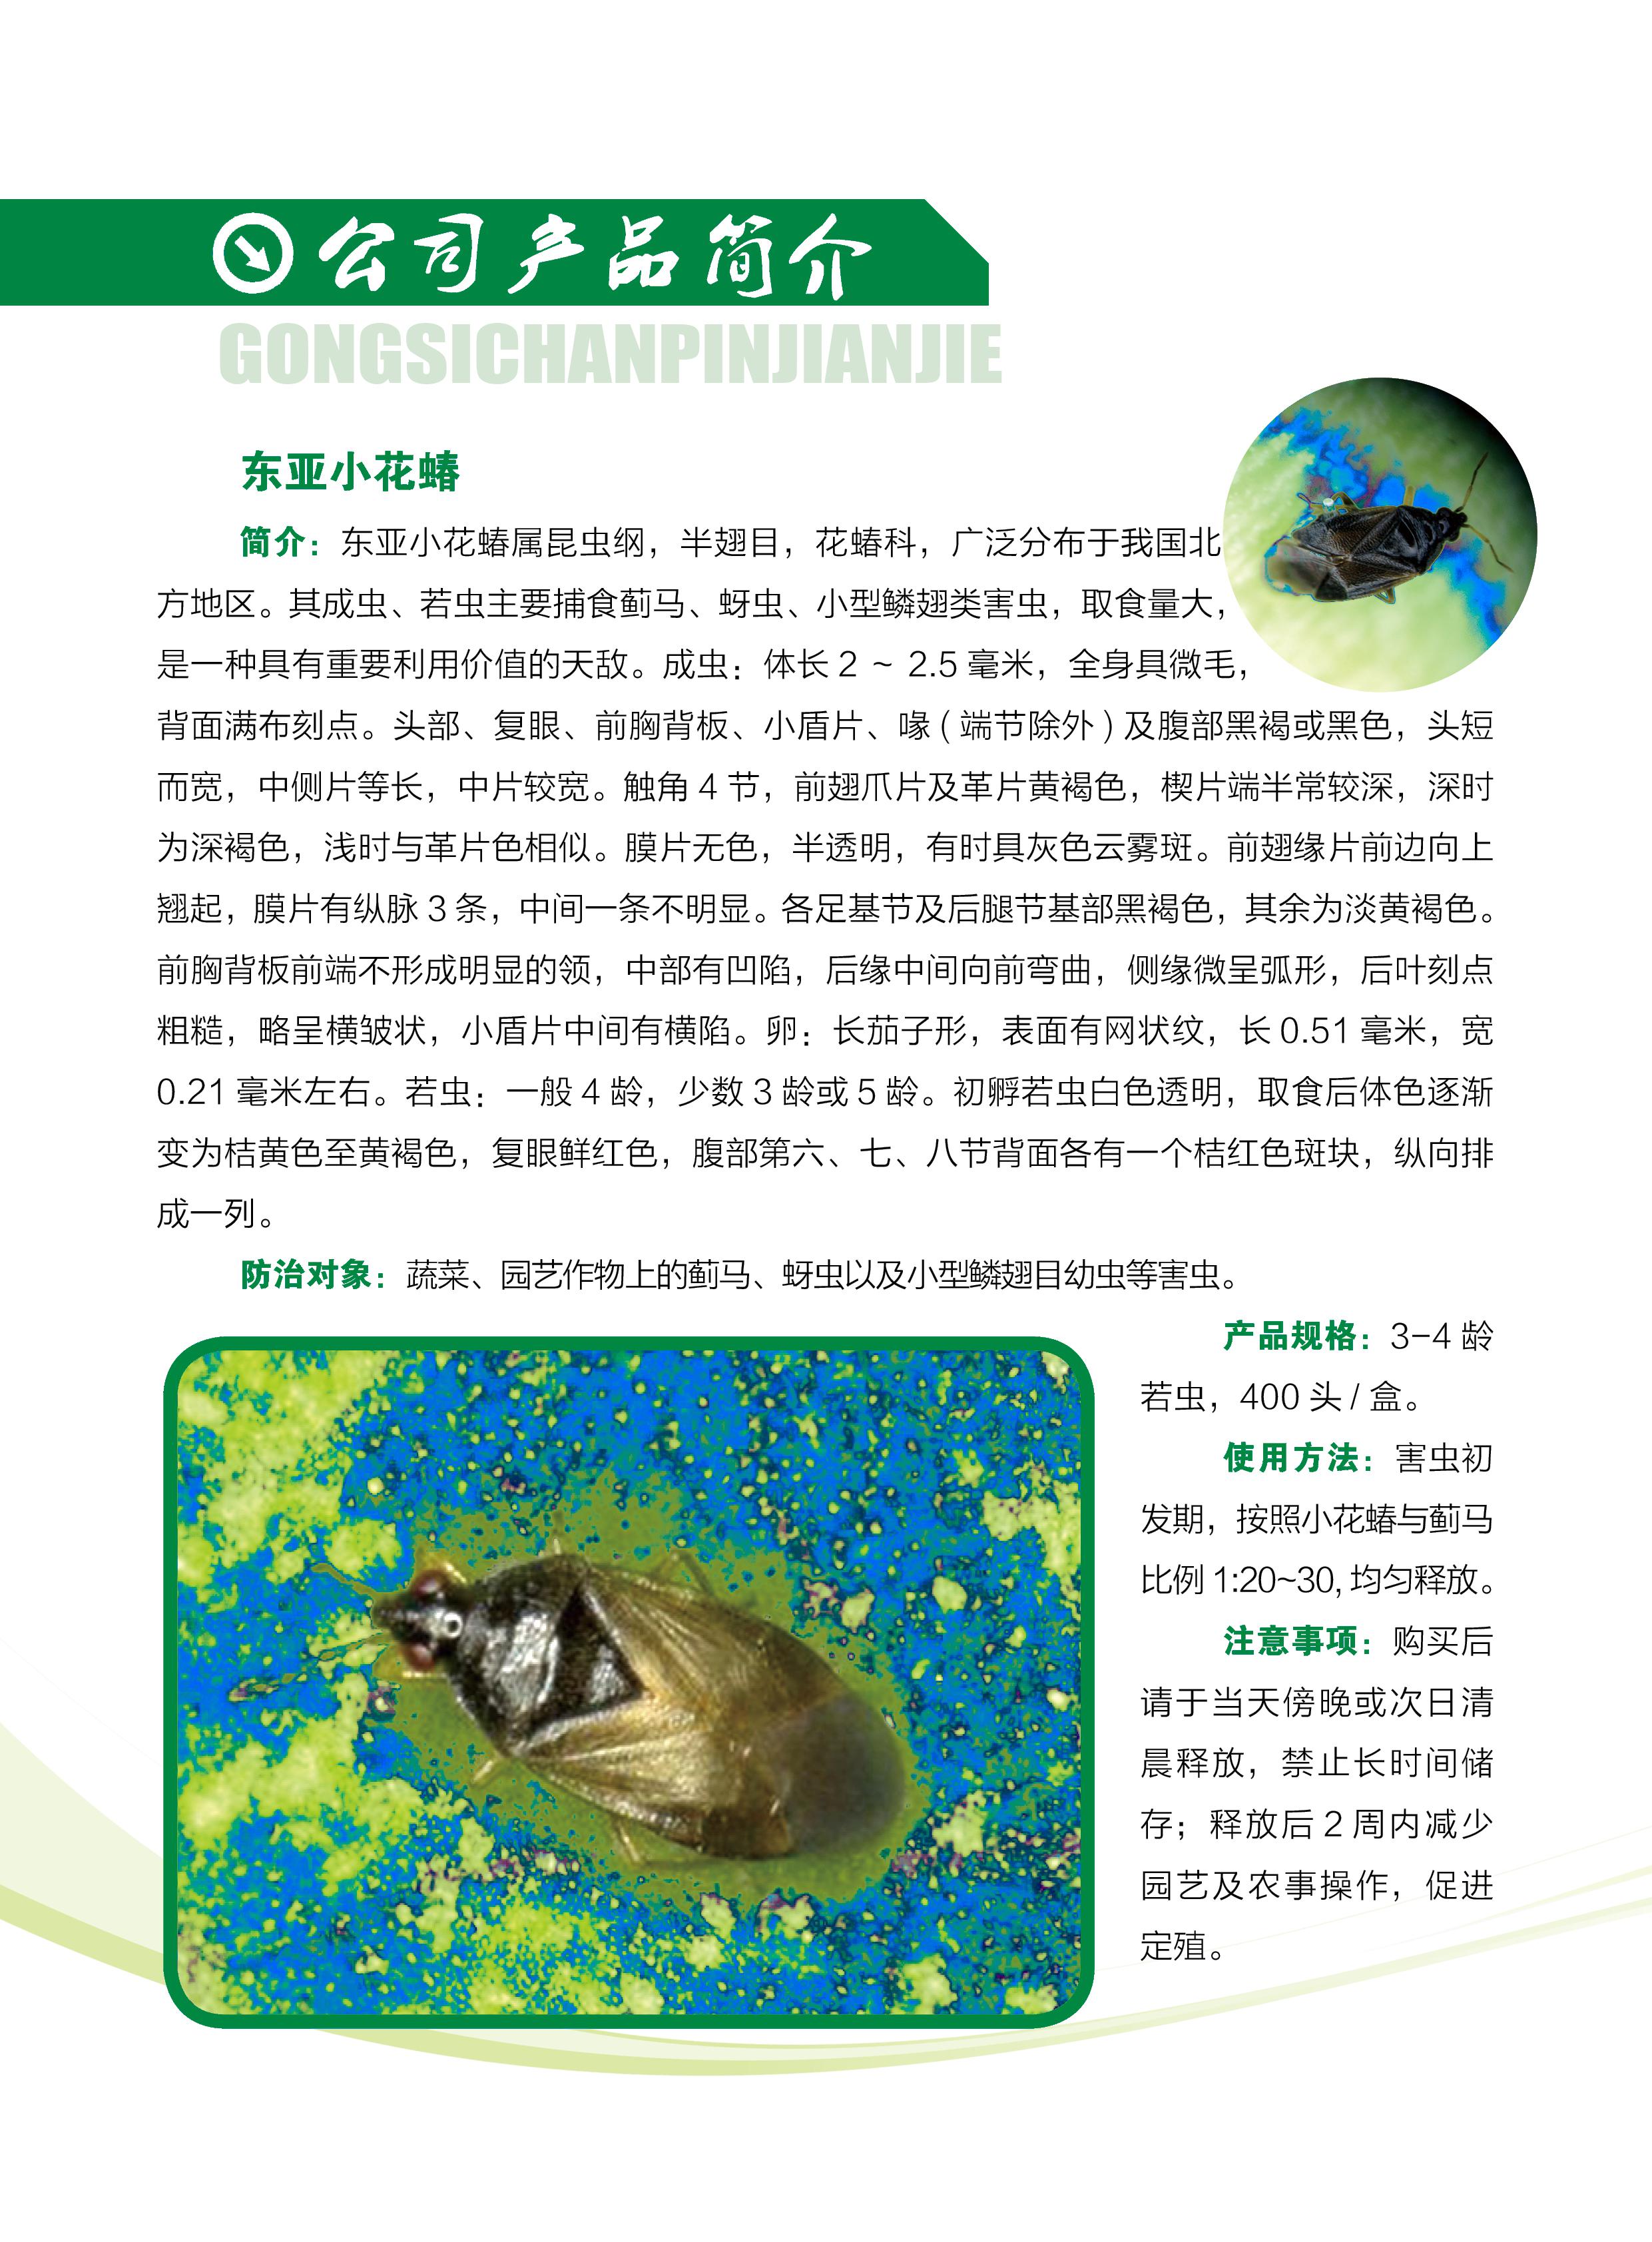 公司产品简介
GONGSICHANPINJIANJIE
东亚小花蝽
简介：东亚小花蝽属昆虫纲，半翅目，花蝽科，广泛分布于我国北
方地区。其成虫、若虫主要捕食蓟马、蚜虫、小型鳞翅类害虫，取食量大，
是一种具有重要利用价值的天敌。成虫：体长 2 ~ 2.5 毫米，全身具微毛，
背面满布刻点。头部、复眼、前胸背板、小盾片、喙 ( 端节除外 ) 及腹部黑褐或黑色，头短
而宽，中侧片等长，中片较宽。触角 4 节，前翅爪片及革片黄褐色，楔片端半常较深，深时
为深褐色，浅时与革片色相似。膜片无色，半透明，有时具灰色云雾斑。前翅缘片前边向上
翘起，膜片有纵脉 3 条，中间一条不明显。各足基节及后腿节基部黑褐色，其余为淡黄褐色。
前胸背板前端不形成明显的领，中部有凹陷，后缘中间向前弯曲，侧缘微呈弧形，后叶刻点
粗糙，略呈横皱状，小盾片中间有横陷。卵：长茄子形，表面有网状纹，长 0.51 毫米，宽
0.21 毫米左右。若虫：一般 4 龄，少数 3 龄或 5 龄。初孵若虫白色透明，取食后体色逐渐
变为桔黄色至黄褐色，复眼鲜红色，腹部第六、七、八节背面各有一个桔红色斑块，纵向排
成一列。
防治对象：蔬菜、园艺作物上的蓟马、蚜虫以及小型鳞翅目幼虫等害虫。
产品规格：3-4 龄
若虫，400 头 / 盒。
使用方法：害虫初
发期，按照小花蝽与蓟马
比例 1:20~30, 均匀释放。
注意事项：购买后
请于当天傍晚或次日清
晨释放，禁止长时间储
存；释放后 2 周内减少
园艺及农事操作，促进
定殖。